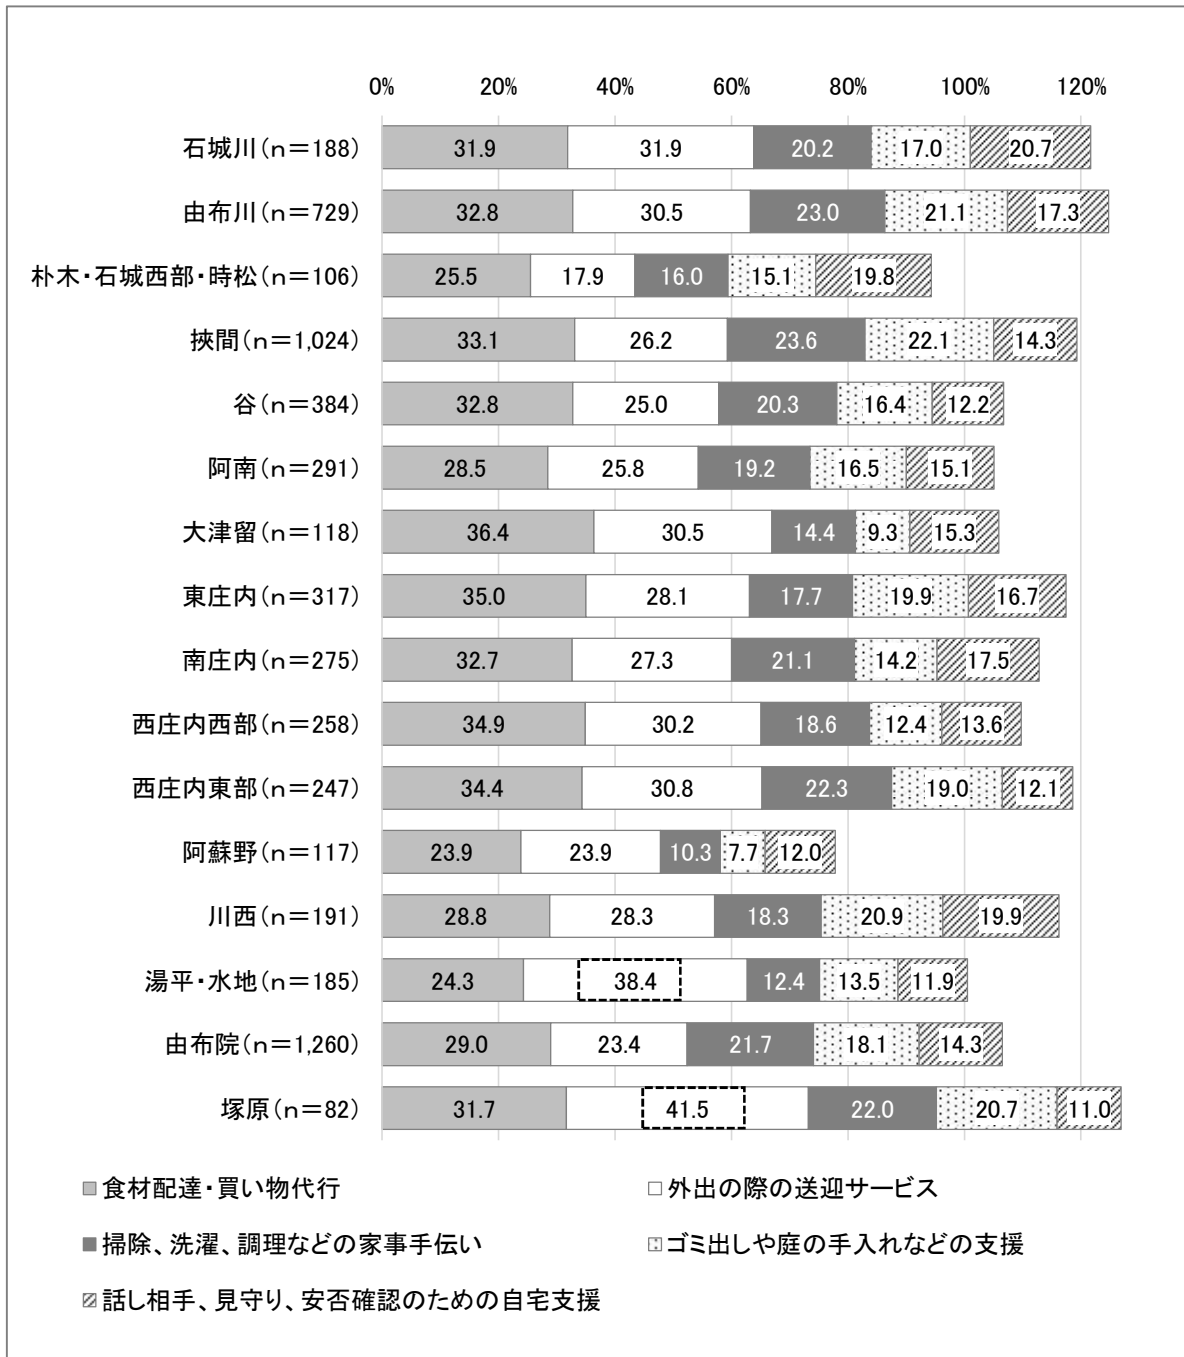 0% 20% 40% 60% 80% 100% 120%
石城川(n=188) 31.9 31.9 20.2 17.0 20.7
由布川(n=729) 32.8 30.5 23.0 21.1 17.3
朴木・石城西部・時松(n=106) 25.5 17.9 16.0 15.1 19.8
挾間(n=1,024) 33.1 26.2 23.6 22.1 14.3
谷(n=384) 32.8 25.0 20.3 16.4 12.2
阿南(n=291) 28.5 25.8 19.2 16.5 15.1
大津留(n=118) 36.4 30.5 14.4 9.3 15.3
東庄内(n=317) 35.0 28.1 17.7 19.9 16.7
南庄内(n=275) 32.7 27.3 21.1 14.2 17.5
西庄内西部(n=258) 34.9 30.2 18.6 12.4 13.6
西庄内東部(n=247) 34.4 30.8 22.3 19.0 12.1
阿蘇野(n=117) 23.9 23.9 10.3 7.7 12.0
川西(n=191) 28.8 28.3 18.3 20.9 19.9
湯平・水地(n=185) 24.3 38.4 12.4 13.5 11.9
由布院(n=1,260) 29.0 23.4 21.7 18.1 14.3
塚原(n=82) 31.7 41.5 22.0 20.7 11.0
食材配達・買い物代行 外出の際の送迎サービス
掃除、洗濯、調理などの家事手伝い ゴミ出しや庭の手入れなどの支援
話し相手、見守り、安否確認のための自宅支援